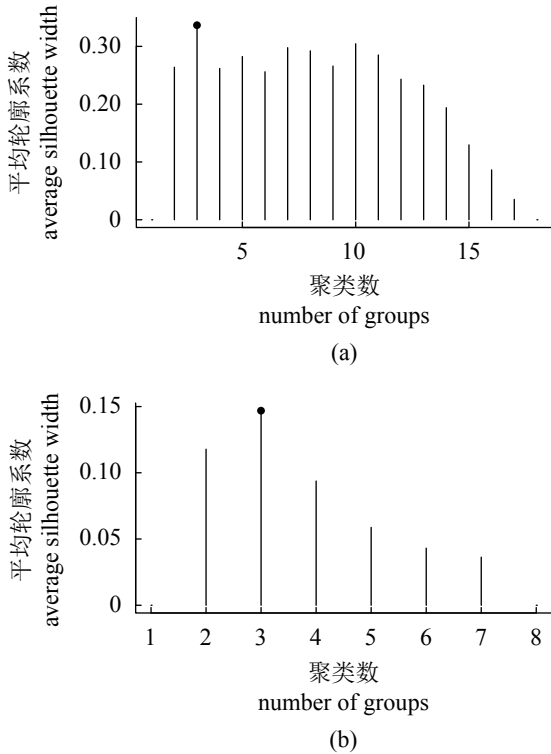 平均轮廓系数
average silhouette width
0.30
0.20
0.10
0
5 10 15
聚类数
number of groups
(a)
平均轮廓系数
average silhouette width
0.15
0.10
0.05
0
1 2 3 4 5 6 7 8
聚类数
number of groups
(b)